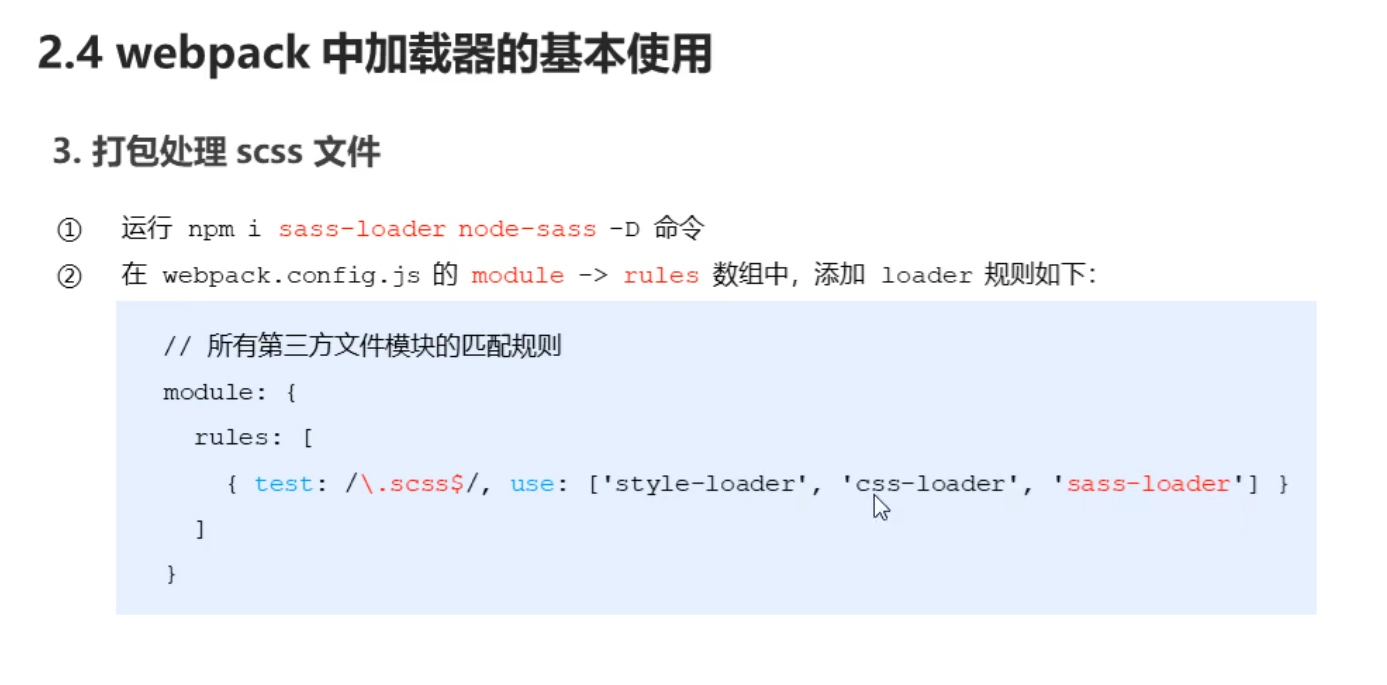 2.4 webpack 中加载器的基本使用
3. 打包处理 scss 文件
① 运行 npm i sass-loader node-sass -D 命令
② 在 webpack.config.js 的 module -> rules 数组中，添加 loader 规则如下：
// 所有第三方文件模块的匹配规则
module: {
rules: [
{ test: /\.scss$/, use: ['style-loader', 'css-loader', 'sass-loader'] }
]
}